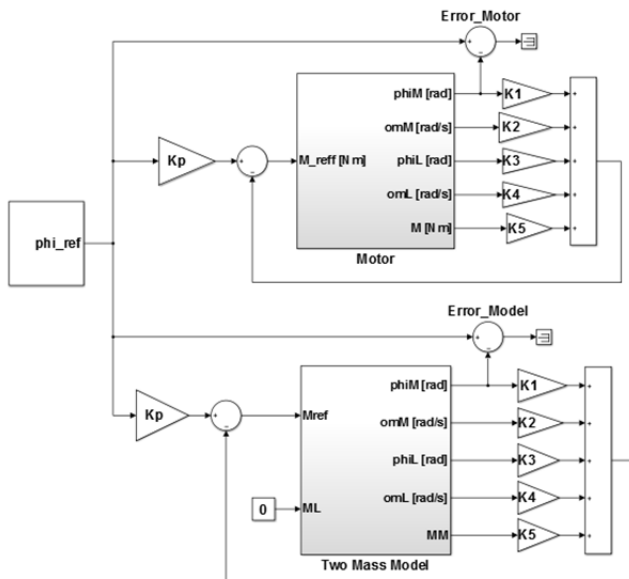 Error_Motor
phiM [rad]
K1
omM [rad/s]
K2
Kp
M_reff [N m]
phiL [rad]
K3
omL [rad/s]
K4
phi_ref
M [N m]
K5
Motor
Error_Model
phiM [rad]
K1
Kp
Mref
omM [rad/s]
K2
phiL [rad]
K3
0
ML
omL [rad/s]
K4
MM
K5
Two Mass Model